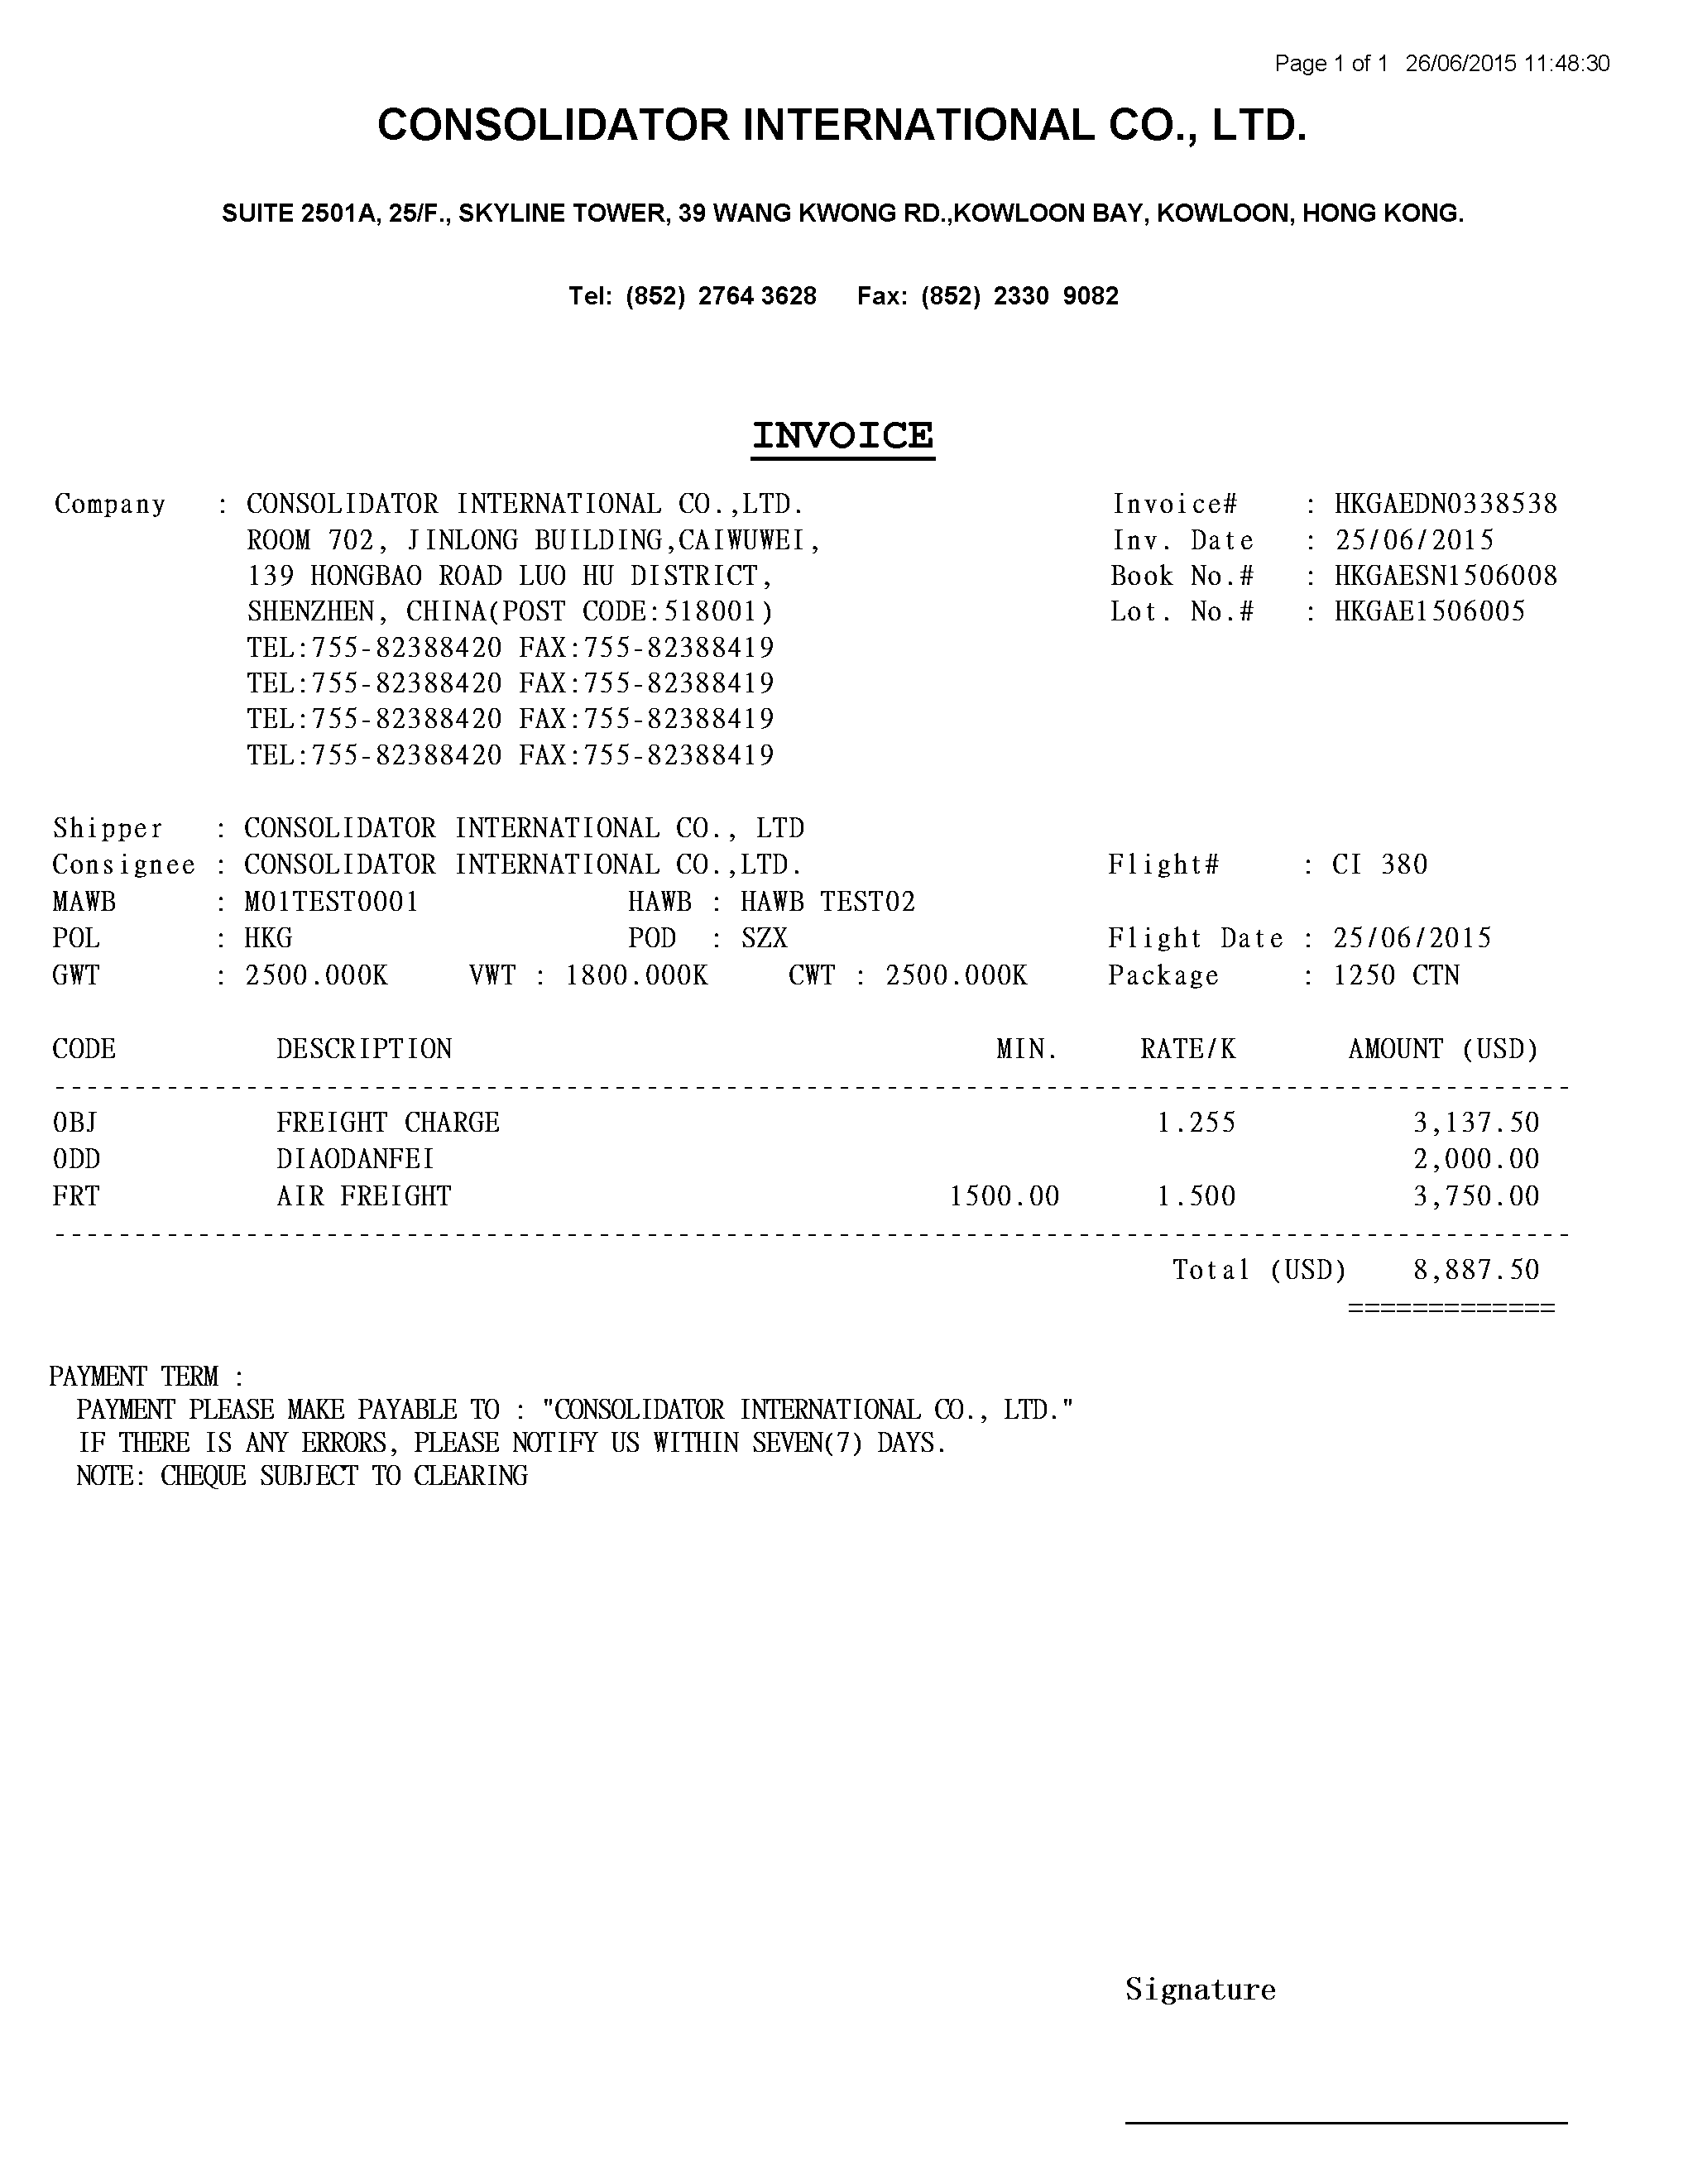 Page 1 of 1 26/06/2015 11:48:30
CONSOLIDATOR INTERNATIONAL CO., LTD.
SUITE 2501A, 25/F., SKYLINE TOWER, 39 WANG KWONG RD.,KOWLOON BAY, KOWLOON, HONG KONG.
Tel: (852) 2764 3628 Fax: (852) 2330 9082
INVOICE
Company : CONSOLIDATOR INTERNATIONAL CO.,LTD. Invoice# : HKGAEDN0338538
ROOM 702, JINLONG BUILDING,CAIWUWEI, Inv. Date : 25/06/2015
139 HONGBAO ROAD LUO HU DISTRICT, Book No.# : HKGAESN1506008
SHENZHEN, CHINA(POST CODE:518001) Lot. No.# : HKGAE1506005
TEL:755-82388420 FAX:755-82388419
TEL:755-82388420 FAX:755-82388419
TEL:755-82388420 FAX:755-82388419
TEL:755-82388420 FAX:755-82388419
Shipper : CONSOLIDATOR INTERNATIONAL CO., LTD
Consignee : CONSOLIDATOR INTERNATIONAL CO.,LTD. Flight# : CI 380
MAWB : M01TEST0001 HAWB : HAWB TEST02
POL : HKG POD : SZX Flight Date : 25/06/2015
GWT : 2500.000K VWT : 1800.000K CWT : 2500.000K Package : 1250 CTN
CODE DESCRIPTION MIN. RATE/K AMOUNT (USD)
OBJ FREIGHT CHARGE 1.255 3,137.50
ODD DIAODANFEI 2,000.00
FRT AIR FREIGHT 1500.00 1.500 3,750.00
Total (USD) 8,887.50
=============
PAYMENT TERM :
PAYMENT PLEASE MAKE PAYABLE TO : "CONSOLIDATOR INTERNATIONAL CO., LTD."
IF THERE IS ANY ERRORS, PLEASE NOTIFY US WITHIN SEVEN(7) DAYS.
NOTE: CHEQUE SUBJECT TO CLEARING
Signature